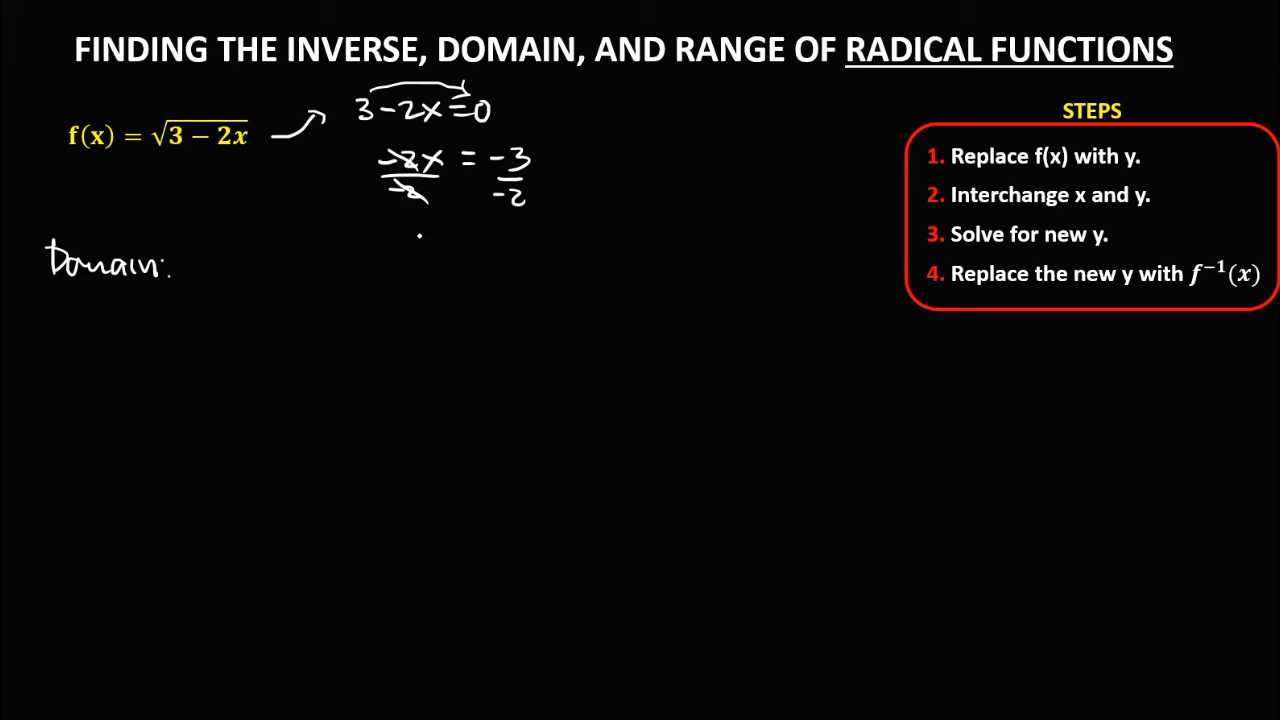 FINDING THE INVERSE, DOMAIN, AND RANGE OF RADICAL FUNCTIONS
f(x) = √3 − 2x
3 - 2x = 0
-2x = -3
-2 -2
Domain:
STEPS
1. Replace f(x) with y.
2. Interchange x and y.
3. Solve for new y.
4. Replace the new y with f⁻¹(x)